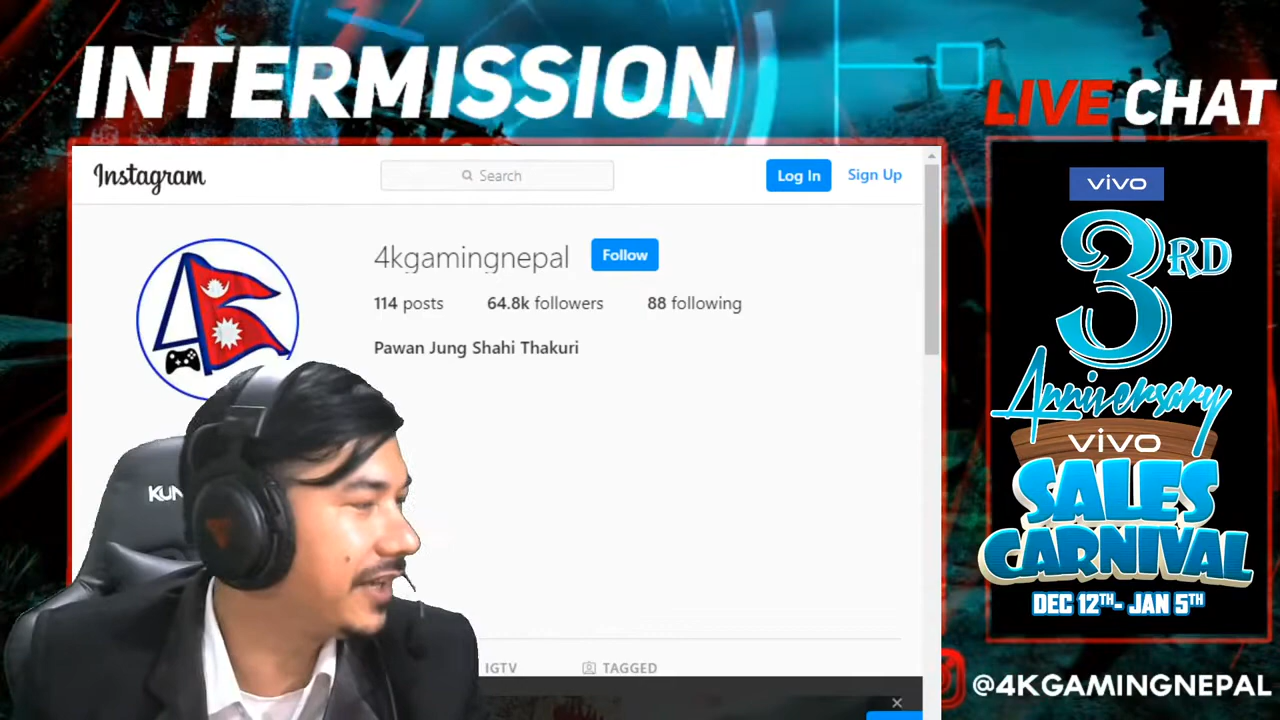 INTERMISSION
LIVE CHAT
Instagram
Search
Log In
Sign Up
4kgamingnepal
Follow
114 posts
64.8k followers
88 following
Pawan Jung Shahi Thakuri
IGTV
TAGGED
vivo
3RD
Anniversary
vivo
SALES
CARNIVAL
DEC 12TH- JAN 5TH
@4KGAMINGNEPAL